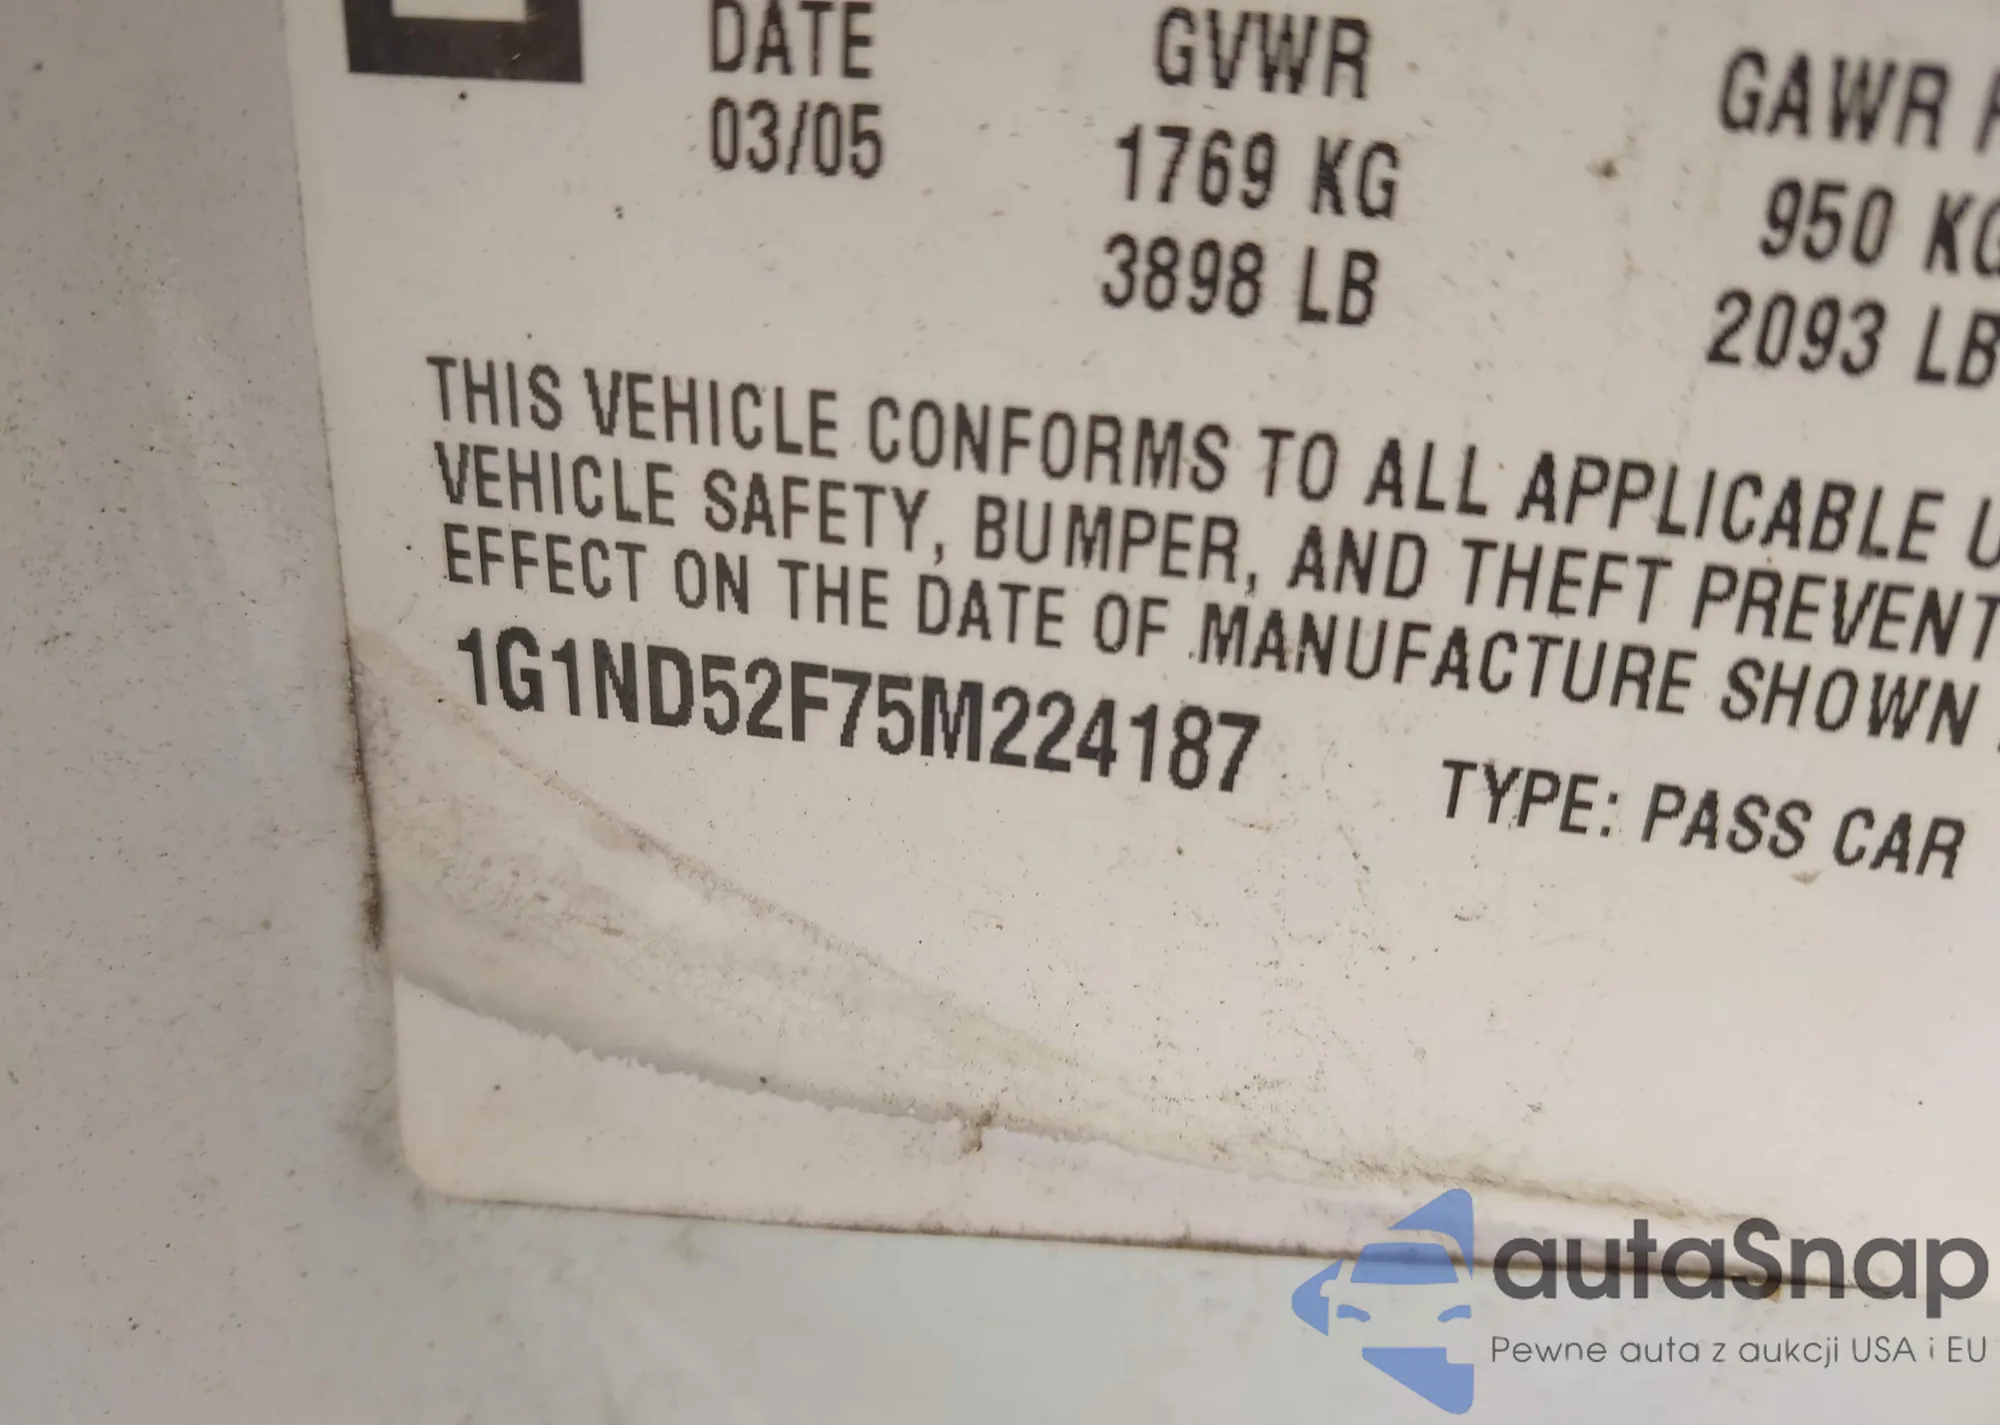 DATE GVWR GAWR
03/05 1769 KG 950 KG
3898 LB 2093 LB
THIS VEHICLE CONFORMS TO ALL APPLICABLE U
VEHICLE SAFETY, BUMPER, AND THEFT PREVENT
EFFECT ON THE DATE OF MANUFACTURE SHOWN
1G1ND52F75M224187
TYPE: PASS CAR
autaSnap
Pewne auta z aukcji USA i EU